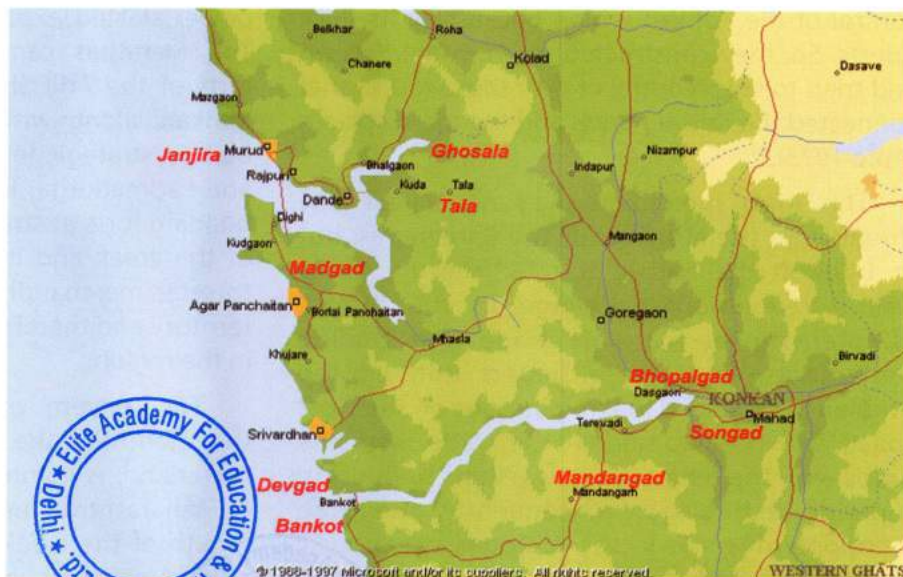 Belkhar
Roha
Kolad
Chanere
Dasave
Mazgaon
Janjira
Murud
Ghosala
Nizampur
Bhalgaon
Rajpuri
Indapur
Kuda
Tala
Dande
Tala
Dighi
Kudgaon
Mangaon
Madgad
Agar Panchaitan
Borlai Panchaitan
Goregaon
Mhasla
Khujare
Birvadi
Bhopalgad
Dasgaon
KONKAN
Mahad
Srivardhan
Terevadi
Songad
Devgad
Mandangad
Bankot
Mandangarh
Bankot
Elite Academy For Education &
Ltd.
★ Delhi ★
© 1988-1997 Microsoft and/or its suppliers. All rights reserved.
WESTERN GHATS